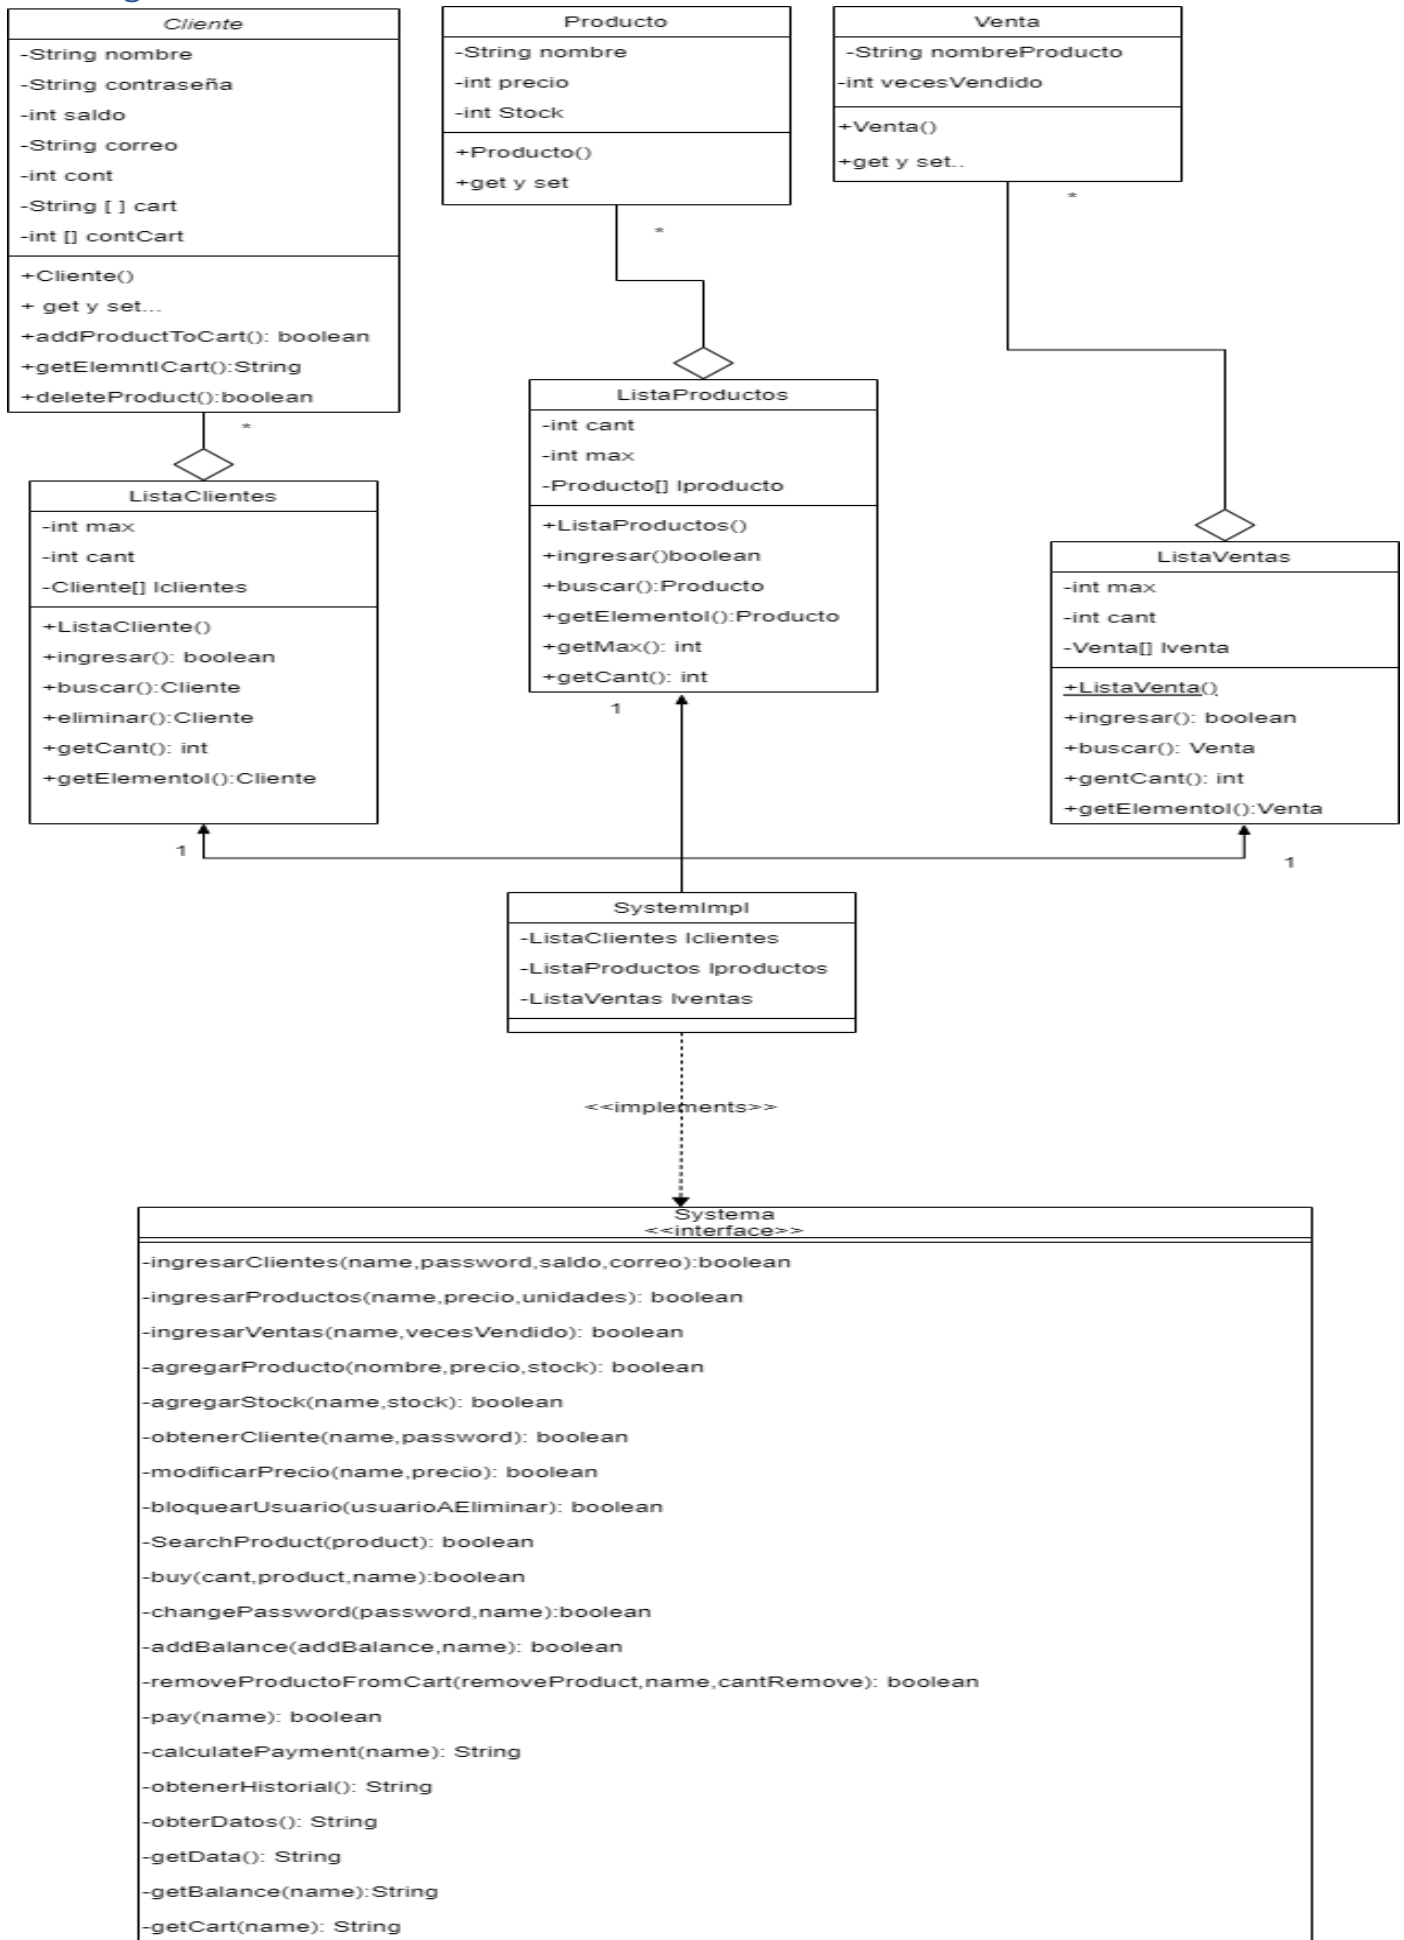 Cliente
-String nombre
-String contraseña
-int saldo
-String correo
-int cont
-String [ ] cart
-int [] contCart
+Cliente()
+ get y set...
+addProductToCart(): boolean
+getElemntICart():String
+deleteProduct():boolean
*
Producto
-String nombre
-int precio
-int Stock
+Producto()
+get y set
*
Venta
-String nombreProducto
-int vecesVendido
+Venta()
+get y set..
*
ListaClientes
-int max
-int cant
-Cliente[] lclientes
+ListaCliente()
+ingresar(): boolean
+buscar():Cliente
+eliminar():Cliente
+getCant(): int
+getElementoI():Cliente
1
ListaProductos
-int cant
-int max
-Producto[] lproducto
+ListaProductos()
+ingresar()boolean
+buscar():Producto
+getElementoI():Producto
+getMax(): int
+getCant(): int
1
ListaVentas
-int max
-int cant
-Venta[] lventa
+ListaVenta()
+ingresar(): boolean
+buscar(): Venta
+gentCant(): int
+getElementoI():Venta
1
SystemImpl
-ListaClientes lclientes
-ListaProductos lproductos
-ListaVentas lventas
<<implements>>
Systema
<<interface>>
-ingresarClientes(name,password,saldo,correo):boolean
-ingresarProductos(name,precio,unidades): boolean
-ingresarVentas(name,vecesVendido): boolean
-agregarProducto(nombre,precio,stock): boolean
-agregarStock(name,stock): boolean
-obtenerCliente(name,password): boolean
-modificarPrecio(name,precio): boolean
-bloquearUsuario(usuarioAEliminar): boolean
-SearchProduct(product): boolean
-buy(cant,product,name):boolean
-changePassword(password,name):boolean
-addBalance(addBalance,name): boolean
-removeProductoFromCart(removeProduct,name,cantRemove): boolean
-pay(name): boolean
-calculatePayment(name): String
-obtenerHistorial(): String
-obterDatos(): String
-getData(): String
-getBalance(name):String
-getCart(name): String